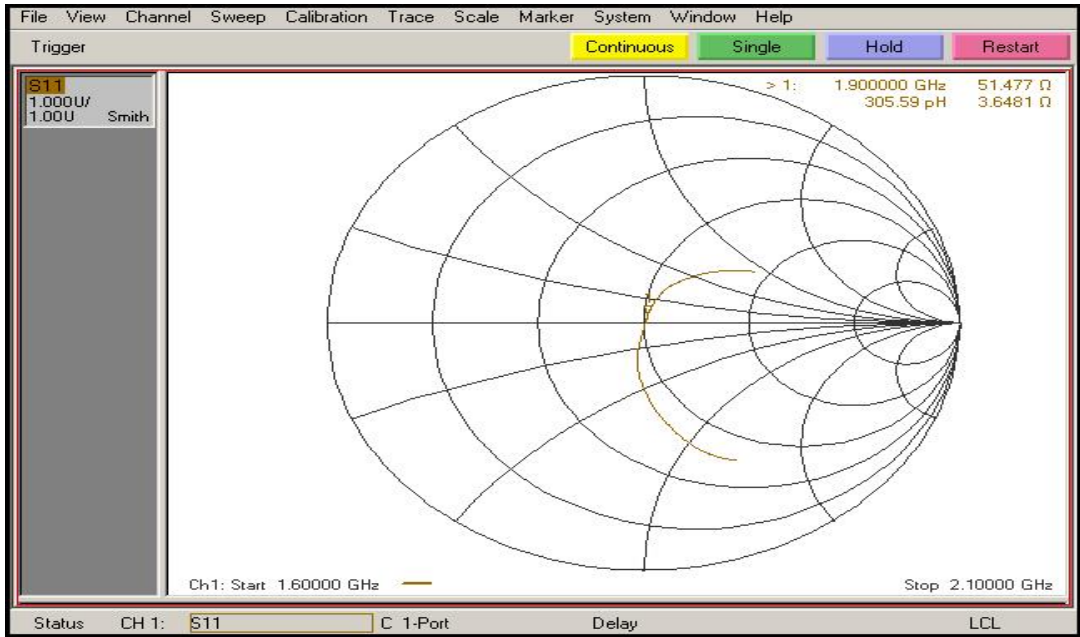 File View Channel Sweep Calibration Trace Scale Marker System Window Help
Trigger
Continuous Single Hold Restart
S11
1.000U/
1.00U Smith
> 1: 1.900000 GHz 51.477 Ω
305.59 pH 3.6481 Ω
Ch1: Start 1.60000 GHz
Stop 2.10000 GHz
Status CH 1: S11 C 1-Port Delay LCL